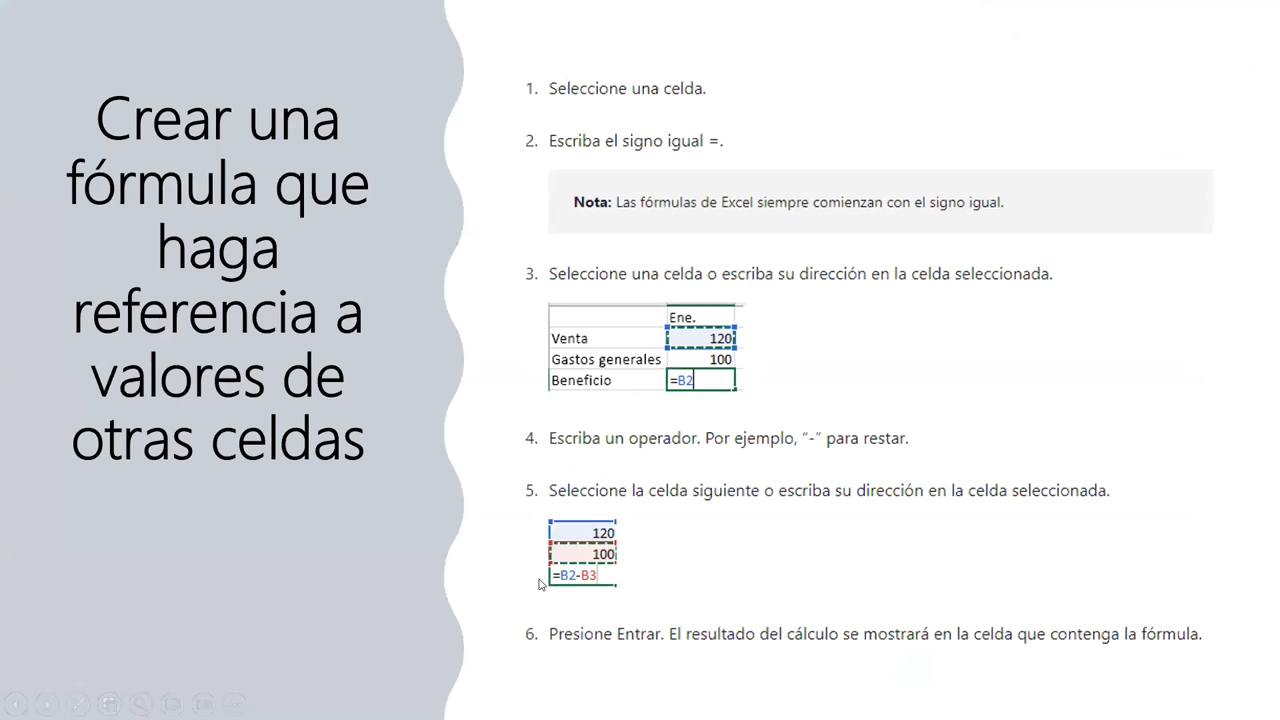 Crear una
fórmula que
haga
referencia a
valores de
otras celdas
1. Seleccione una celda.
2. Escriba el signo igual =.
Nota: Las fórmulas de Excel siempre comienzan con el signo igual.
3. Seleccione una celda o escriba su dirección en la celda seleccionada.
Ene.
Venta 120
Gastos generales 100
Beneficio =B2
4. Escriba un operador. Por ejemplo, “-” para restar.
5. Seleccione la celda siguiente o escriba su dirección en la celda seleccionada.
120
100
=B2-B3
6. Presione Entrar. El resultado del cálculo se mostrará en la celda que contenga la fórmula.